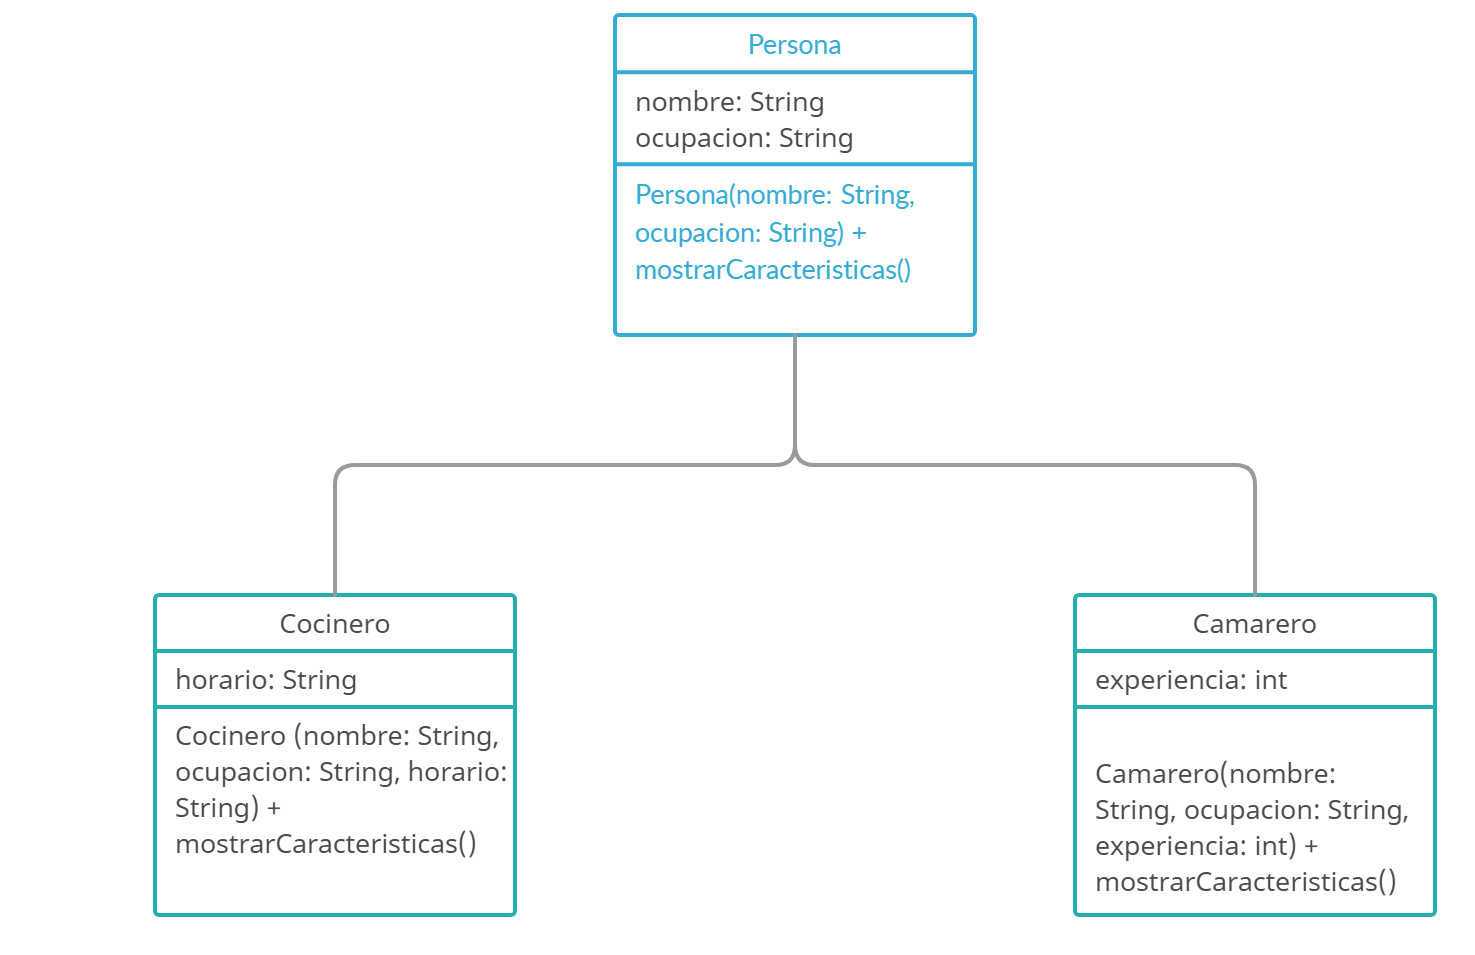 Persona
nombre: String
ocupacion: String
Persona(nombre: String,
ocupacion: String) +
mostrarCaracteristicas()
Cocinero
horario: String
Cocinero (nombre: String,
ocupacion: String, horario:
String) +
mostrarCaracteristicas()
Camarero
experiencia: int
Camarero(nombre:
String, ocupacion: String,
experiencia: int) +
mostrarCaracteristicas()